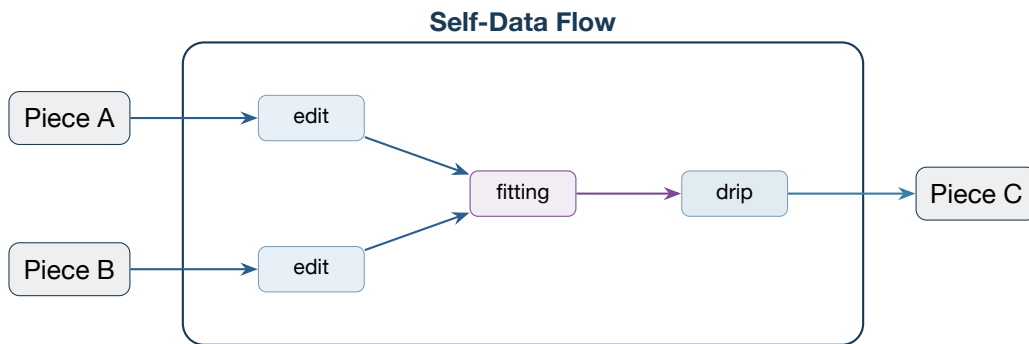 Self-Data Flow
Piece A
edit
fitting
drip
Piece C
Piece B
edit